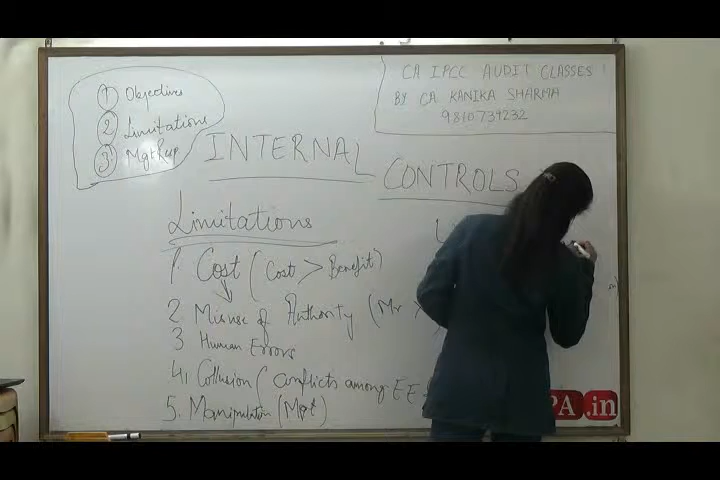 CA IPCC AUDIT CLASSES
BY CA KANIKA SHARMA
9810739232
1 Objectives
2 Limitations
3 Mgt Resp
INTERNAL
CONTROLS
Limitations
1. Cost (Cost > Benefit)
2 Misuse of Authority (Mr
3 Human Errors
4. Collusion (Conflicts among EE
5. Manipulation (Mgt)
PA.in